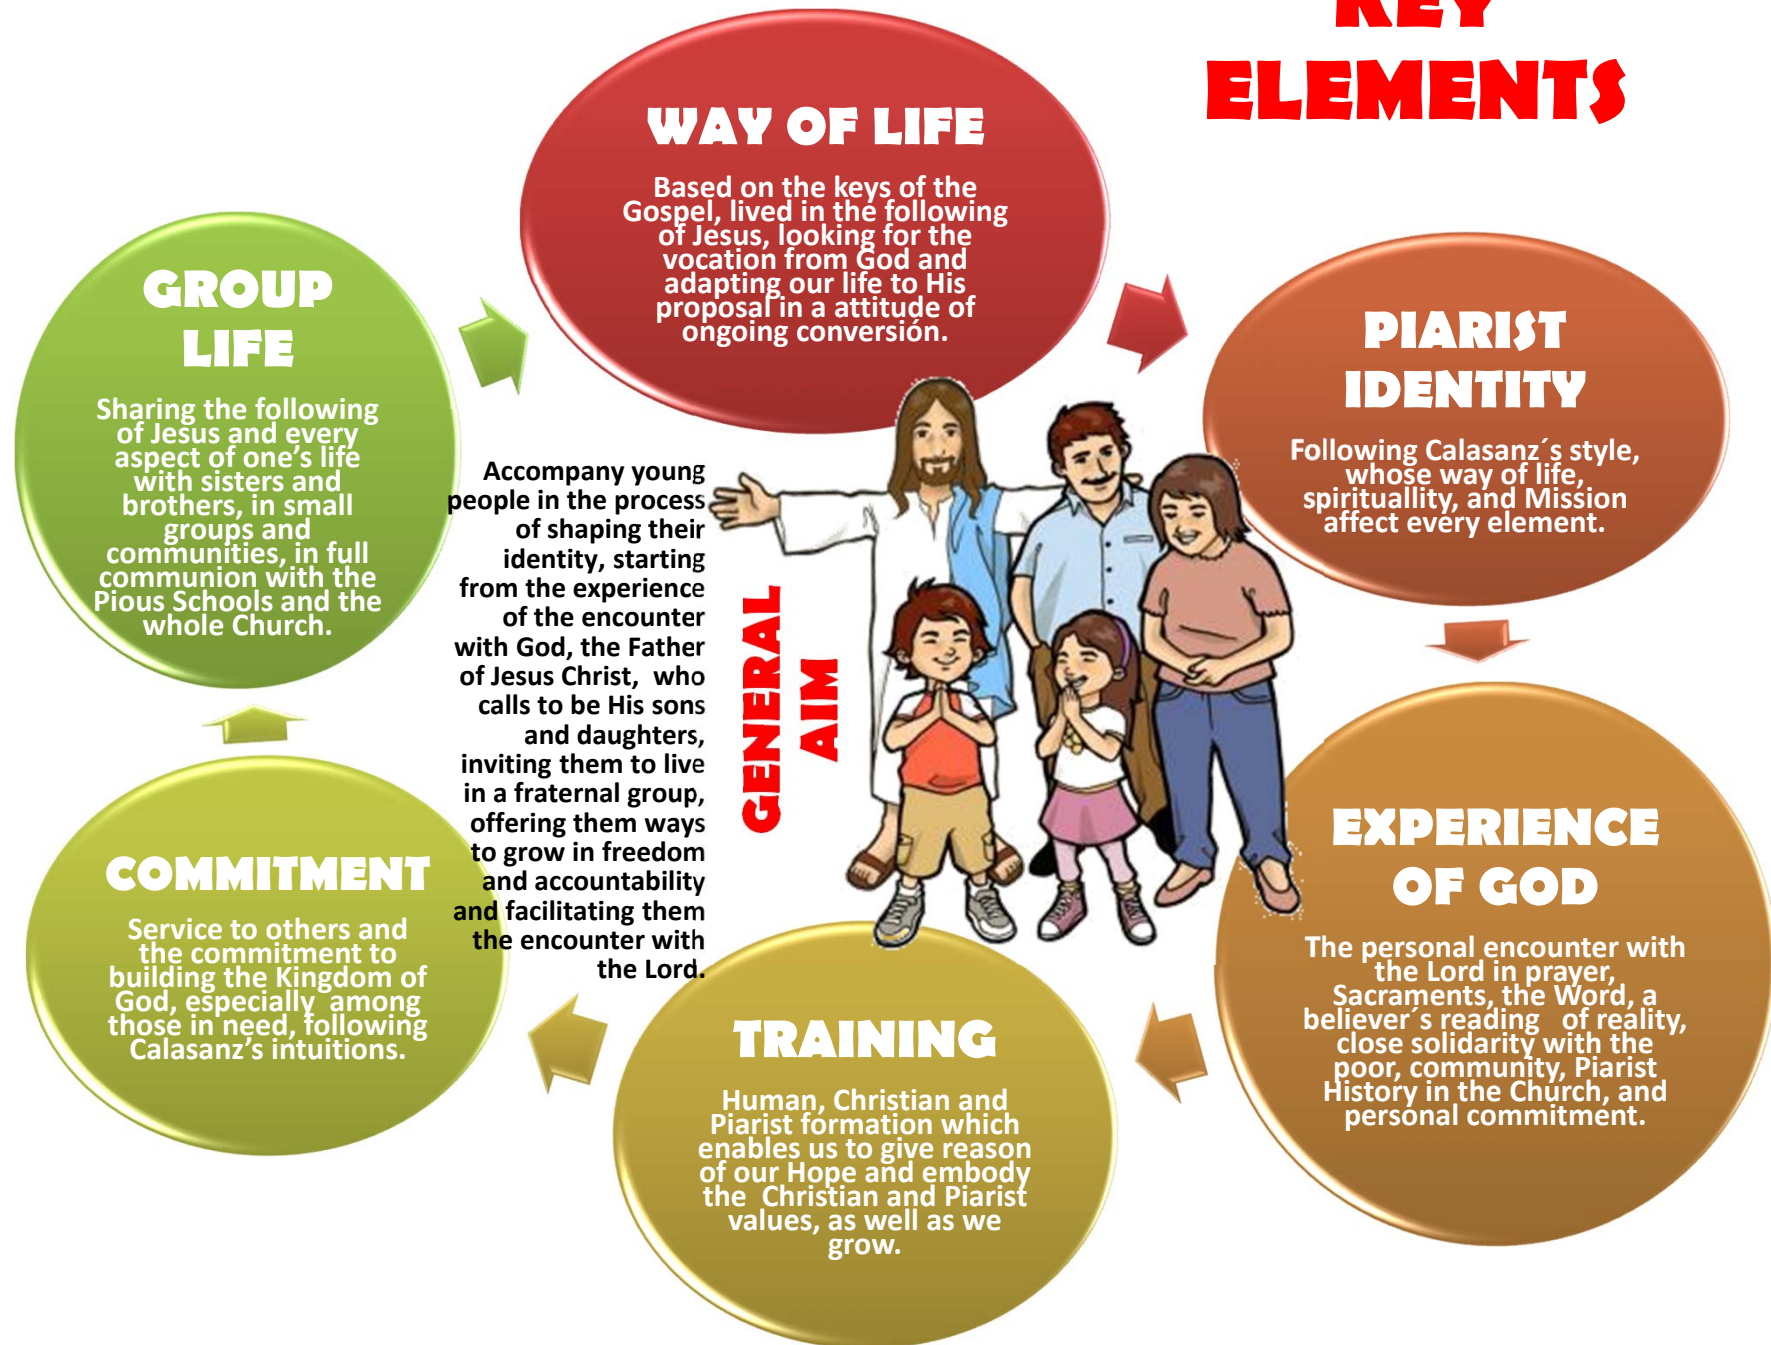 KEY
ELEMENTS
WAY OF LIFE
Based on the keys of the
Gospel, lived in the following
of Jesus, looking for the
vocation from God and
adapting our life to His
proposal in a attitude of
ongoing conversión.
PIARIST
IDENTITY
Following Calasanz´s style,
whose way of life,
spirituallity, and Mission
affect every element.
EXPERIENCE
OF GOD
The personal encounter with
the Lord in prayer,
Sacraments, the Word, a
believer´s reading of reality,
close solidarity with the
poor, community, Piarist
History in the Church, and
personal commitment.
TRAINING
Human, Christian and
Piarist formation which
enables us to give reason
of our Hope and embody
the Christian and Piarist
values, as well as we
grow.
COMMITMENT
Service to others and
the commitment to
building the Kingdom of
God, especially among
those in need, following
Calasanz’s intuitions.
GROUP
LIFE
Sharing the following
of Jesus and every
aspect of one’s life
with sisters and
brothers, in small
groups and
communities, in full
communion with the
Pious Schools and the
whole Church.
GENERAL
AIM
Accompany young
people in the process
of shaping their
identity, starting
from the experience
of the encounter
with God, the Father
of Jesus Christ, who
calls to be His sons
and daughters,
inviting them to live
in a fraternal group,
offering them ways
to grow in freedom
and accountability
and facilitating them
the encounter with
the Lord.